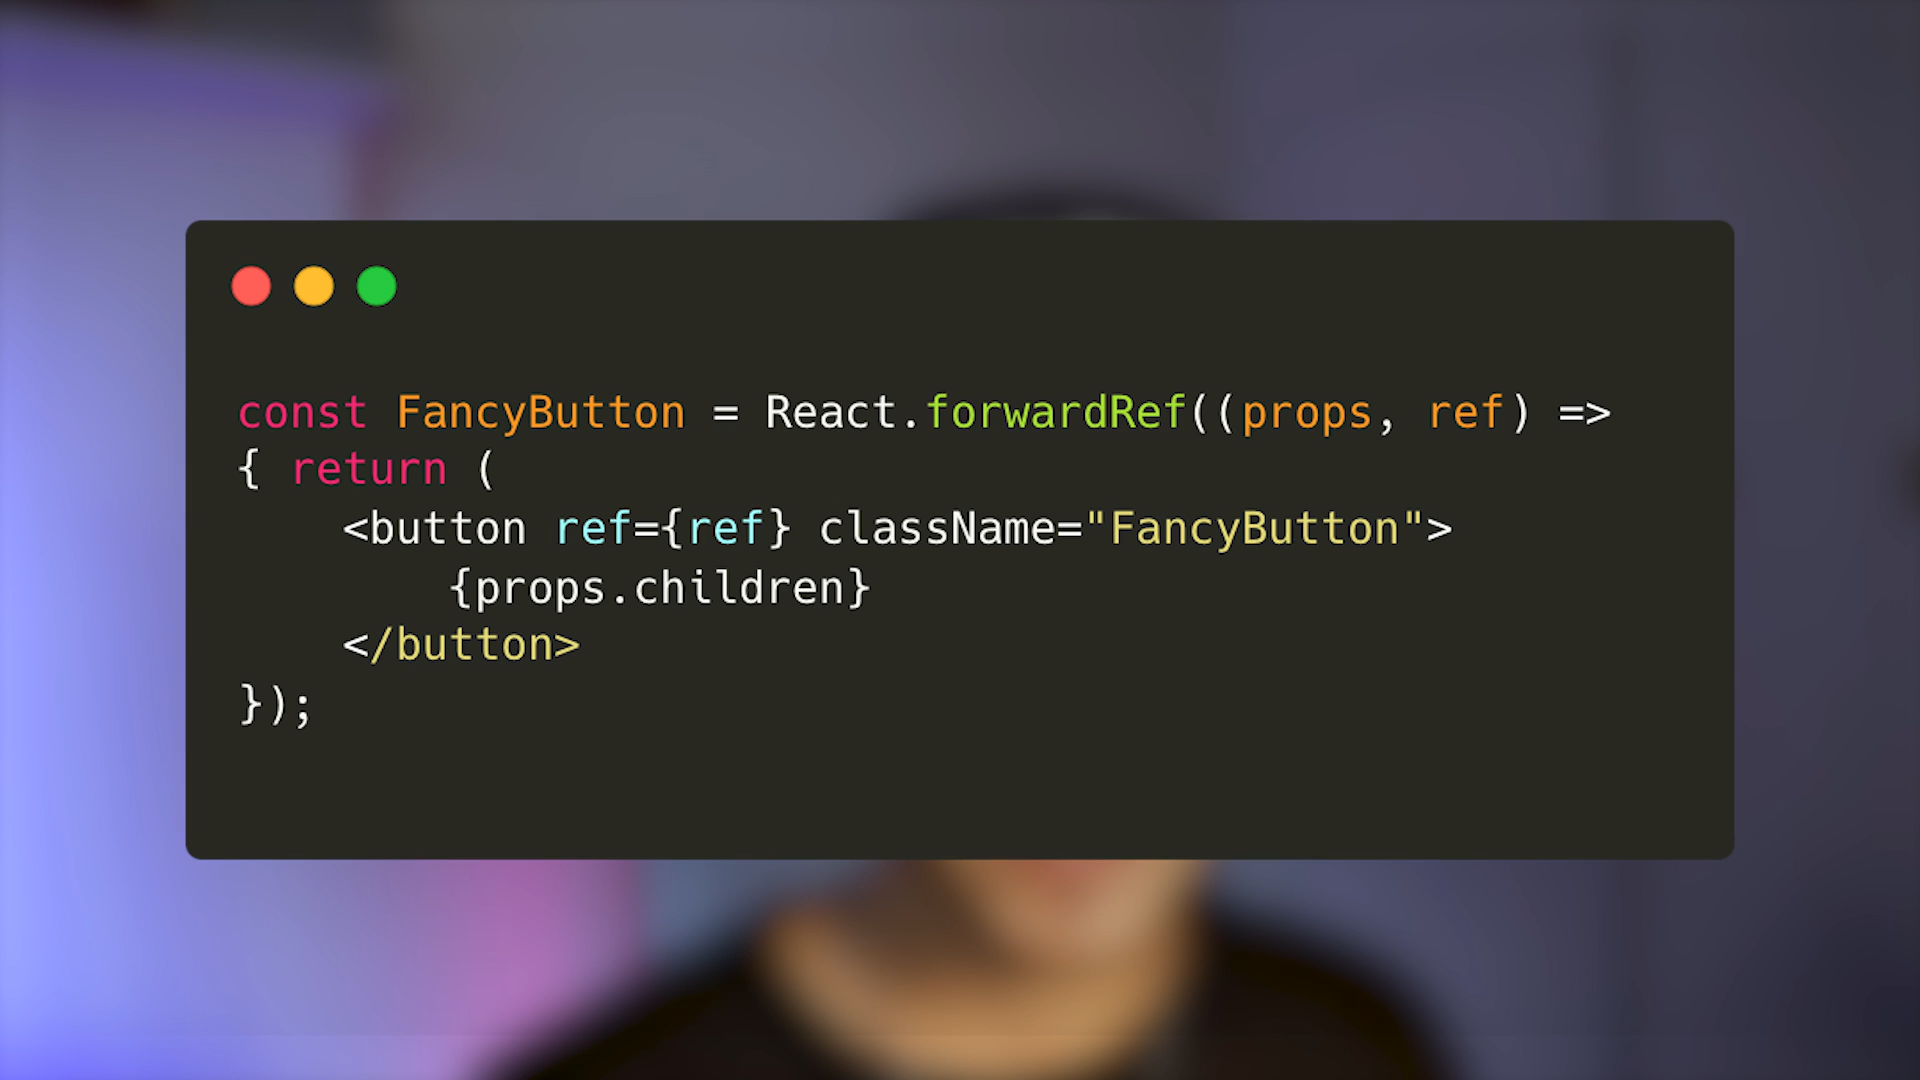 const FancyButton = React.forwardRef((props, ref) =>
{ return (
    <button ref={ref} className="FancyButton">
        {props.children}
    </button>
});